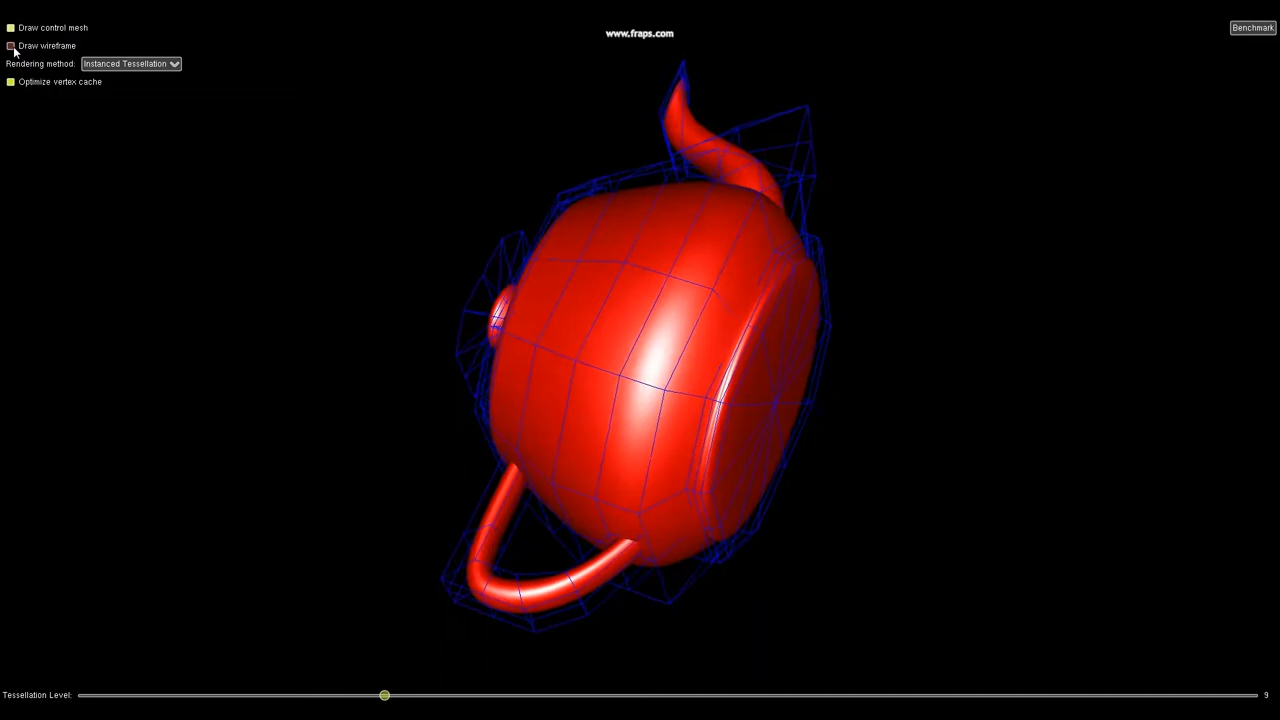 Draw control mesh
www.fraps.com
Benchmark
Draw wireframe
Rendering method: Instanced Tessellation
Optimize vertex cache
Tessellation Level: 9